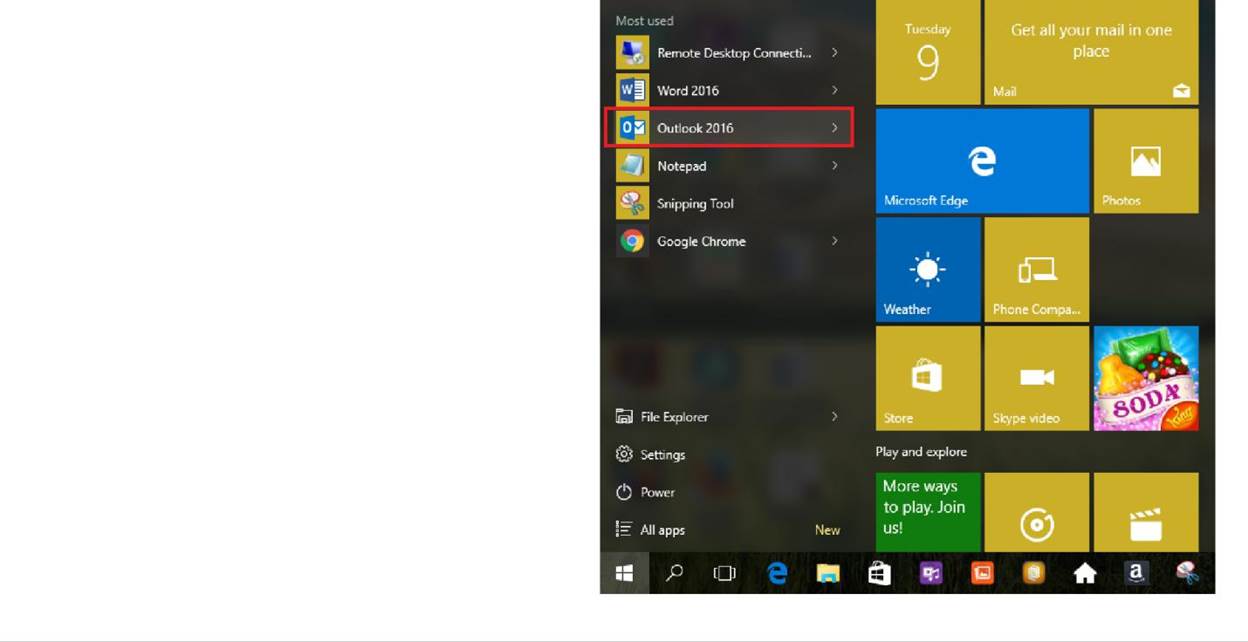 Most used
Remote Desktop Connecti...
Word 2016
Outlook 2016
Notepad
Snipping Tool
Google Chrome
File Explorer
Settings
Power
All apps
New
Tuesday
9
Get all your mail in one
place
Mail
Microsoft Edge
Photos
Weather
Phone Compa...
Store
Skype video
SODA
King
Play and explore
More ways
to play. Join
us!